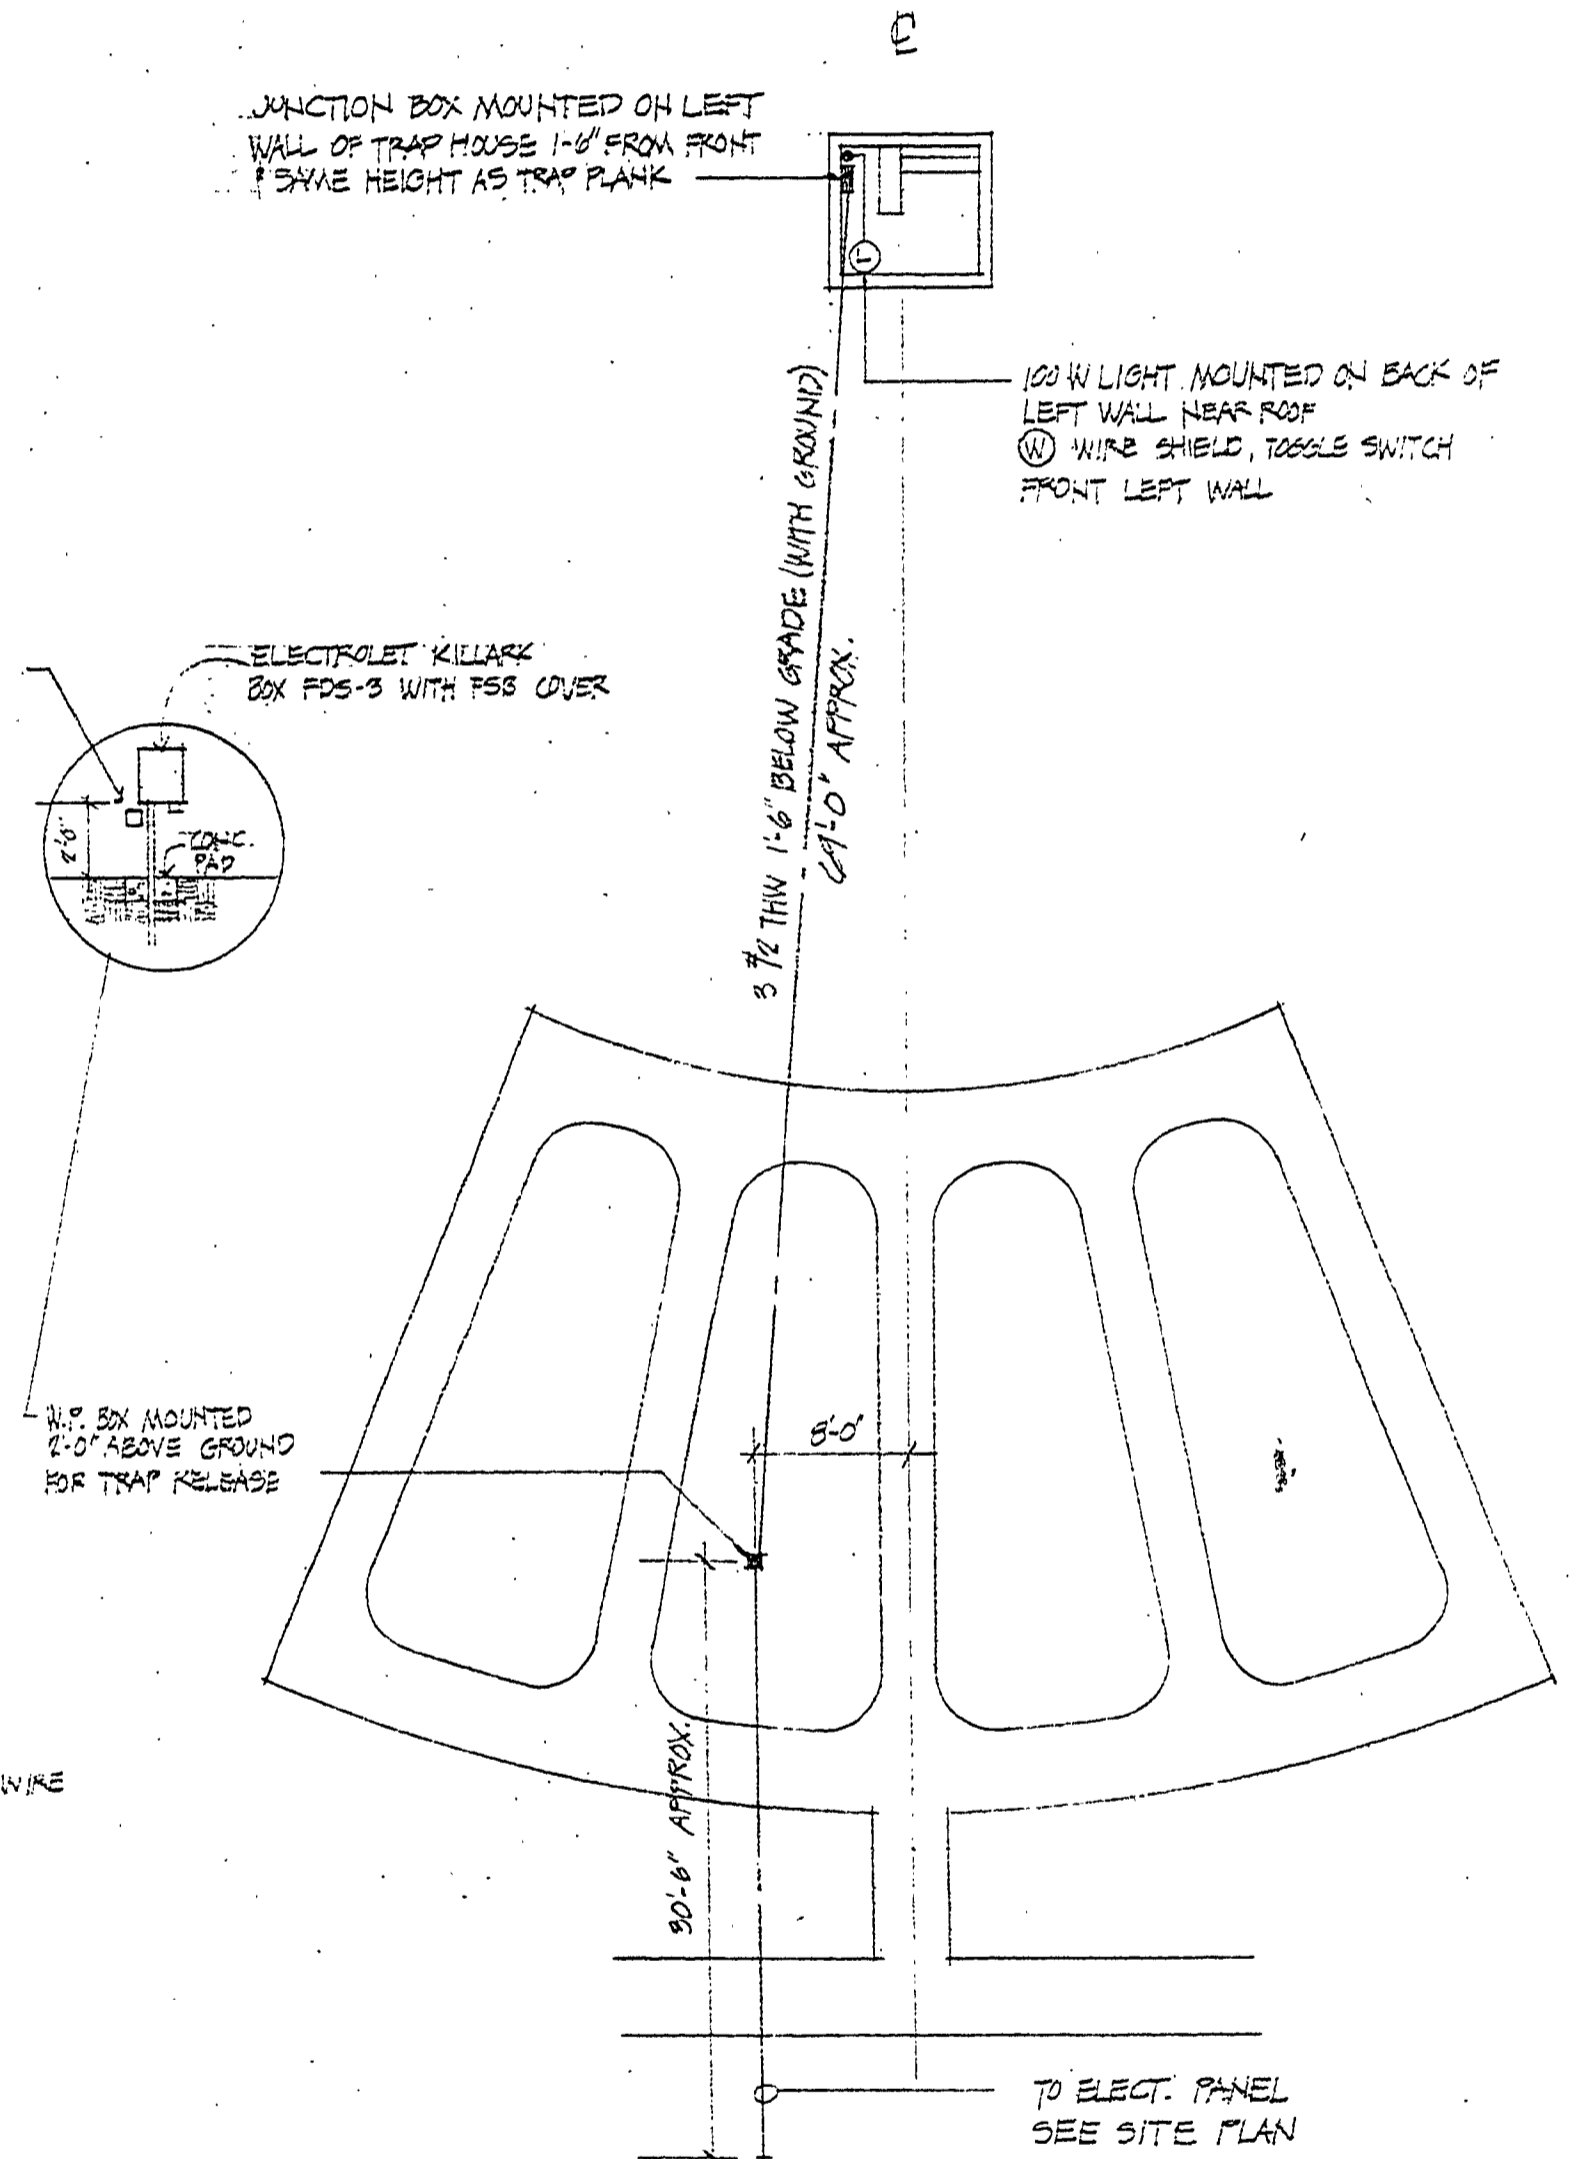 ℄
JUNCTION BOX MOUNTED ON LEFT
WALL OF TRAP HOUSE 1-6" FROM FRONT
SAME HEIGHT AS TRAP PLANK
100 W LIGHT MOUNTED ON BACK OF
LEFT WALL NEAR ROOF
Ⓦ WIRE SHIELD, TOGGLE SWITCH
FRONT LEFT WALL
3 #12 THW 1'-6" BELOW GRADE (WITH GROUND)
69'-0" APPROX.
ELECTROLET KILLARK
BOX FDS-3 WITH FSB COVER
2'-0"
CONC.
PAD
W.P. BOX MOUNTED
2'-0" ABOVE GROUND
FOR TRAP RELEASE
8'-0"
WIRE
30'-6" APPROX.
TO ELECT. PANEL
SEE SITE PLAN